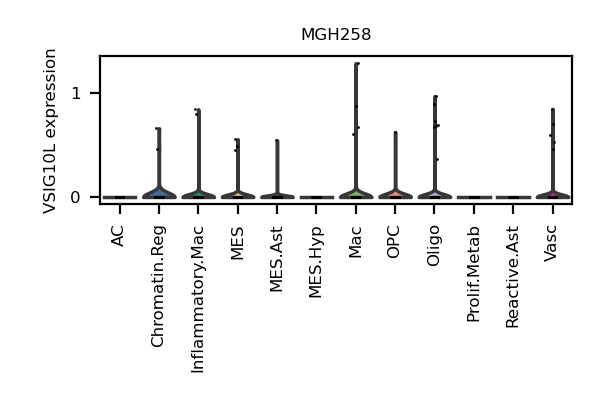 MGH258
VSIG10L expression
1
0
AC
Chromatin.Reg
Inflammatory.Mac
MES
MES.Ast
MES.Hyp
Mac
OPC
Oligo
Prolif.Metab
Reactive.Ast
Vasc